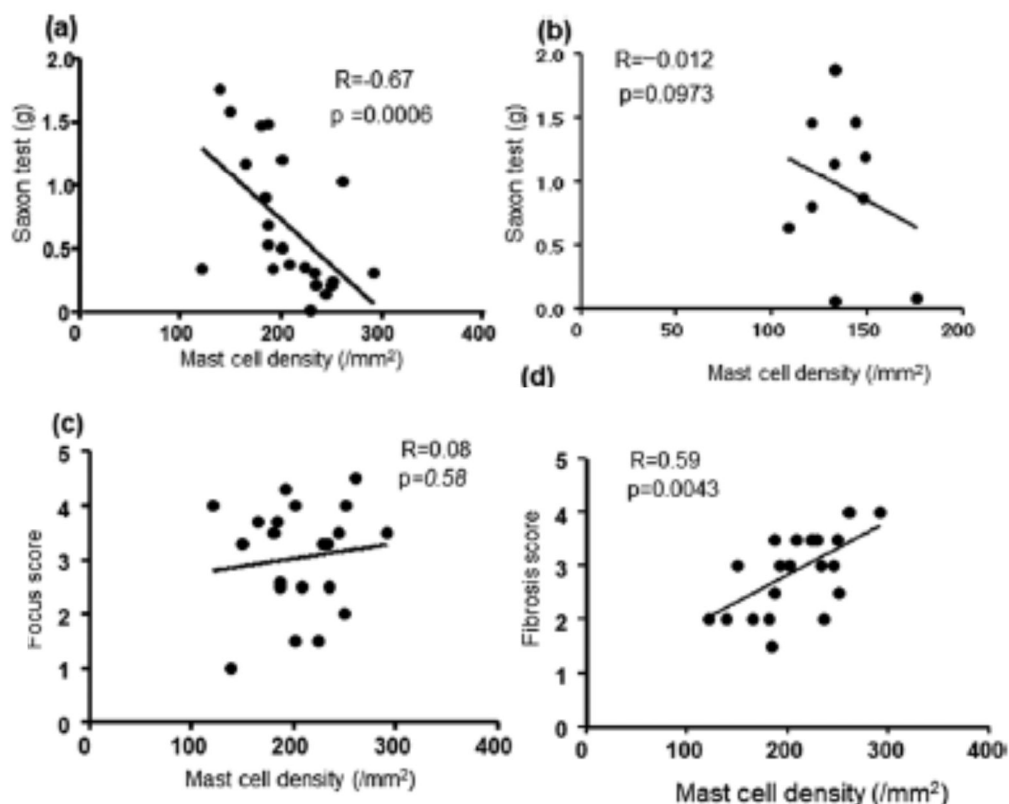 (a)
R=-0.67
p =0.0006
Saxon test (g)
2.0
1.5
1.0
0.5
0
0 100 200 300 400
Mast cell density (/mm²)
(b)
R=−0.012
p=0.0973
Saxon test (g)
2.0
1.5
1.0
0.5
0.0
0 50 100 150 200
Mast cell density (/mm²)
(c)
R=0.08
p=0.58
Focus score
5
4
3
2
1
0
0 100 200 300 400
Mast cell density (/mm²)
(d)
R=0.59
p=0.0043
Fibrosis score
5
4
3
2
1
0
0 100 200 300 400
Mast cell density (/mm²)